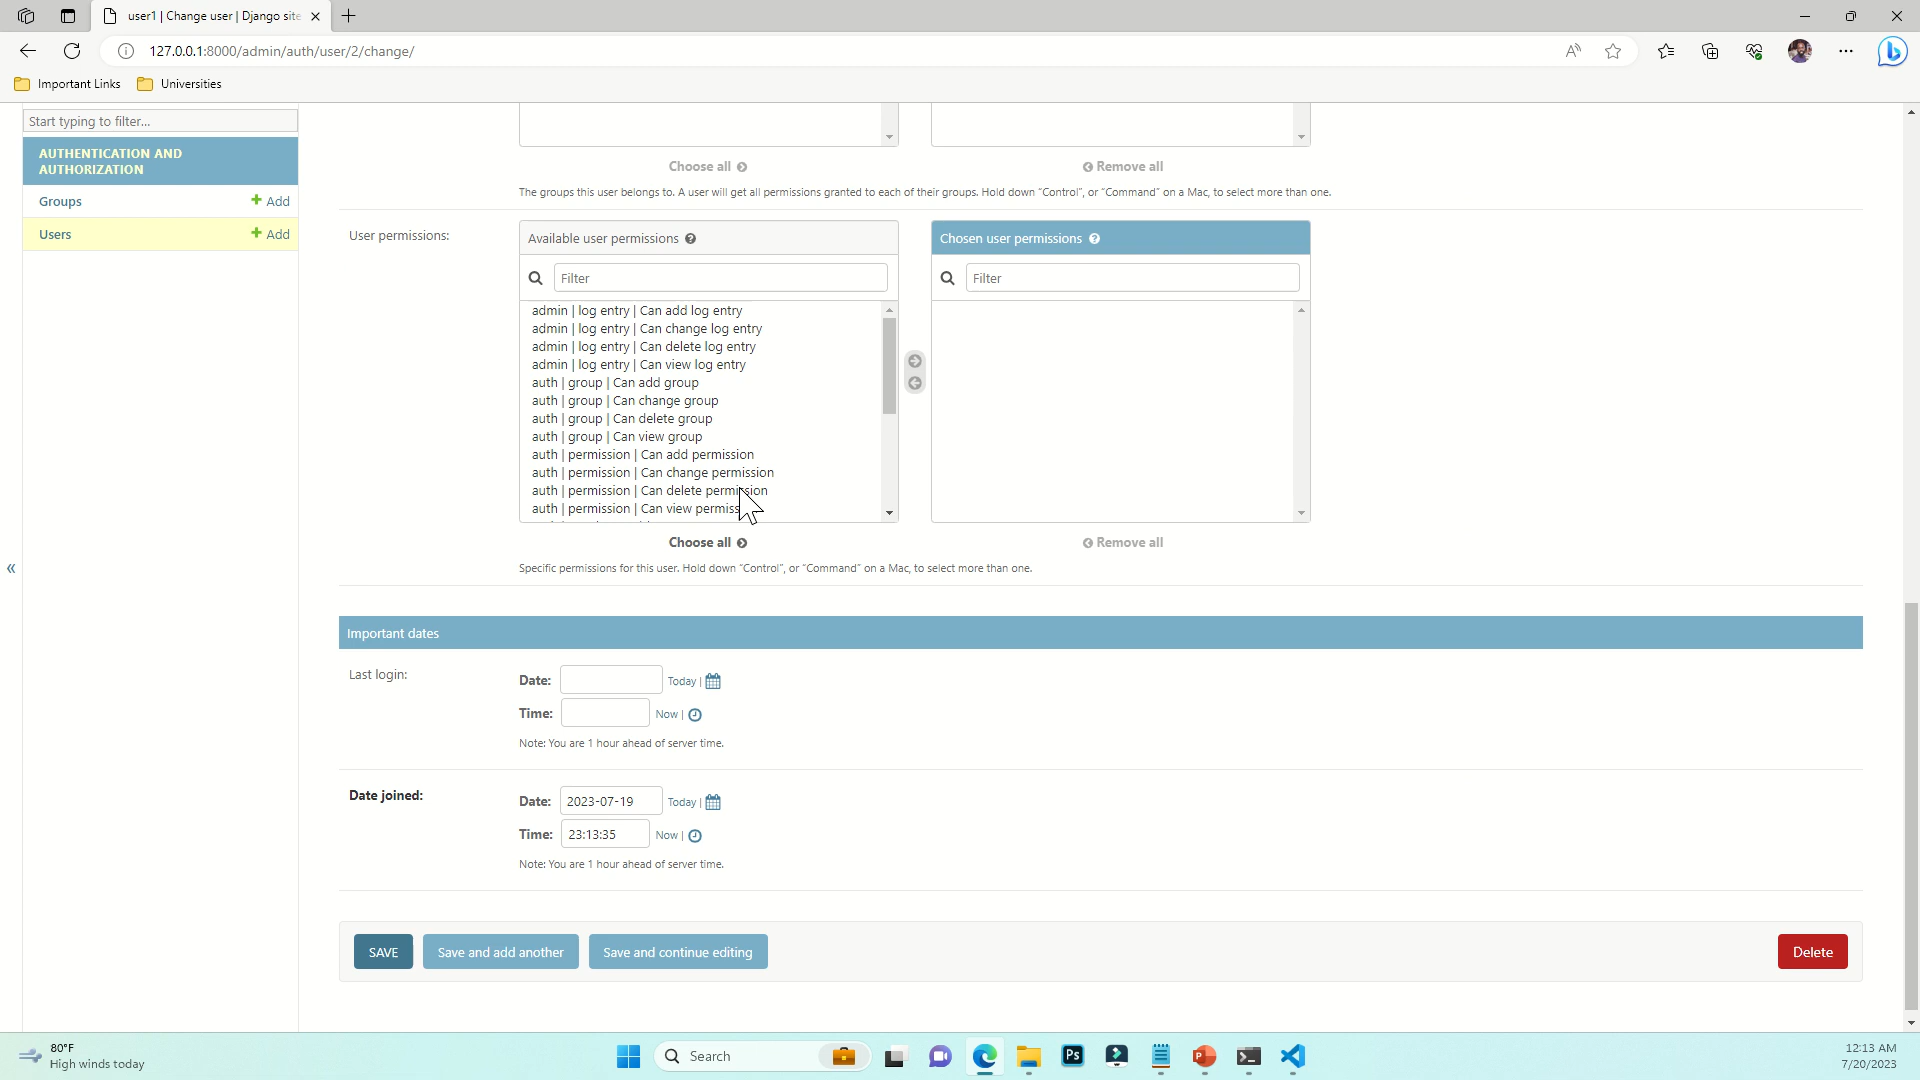 user1 | Change user | Django site
127.0.0.1:8000/admin/auth/user/2/change/
Important Links
Universities
Start typing to filter...
AUTHENTICATION AND
AUTHORIZATION
Groups + Add
Users + Add
«
Choose all
Remove all
The groups this user belongs to. A user will get all permissions granted to each of their groups. Hold down “Control”, or “Command” on a Mac, to select more than one.
User permissions:
Available user permissions ?
Filter
admin | log entry | Can add log entry
admin | log entry | Can change log entry
admin | log entry | Can delete log entry
admin | log entry | Can view log entry
auth | group | Can add group
auth | group | Can change group
auth | group | Can delete group
auth | group | Can view group
auth | permission | Can add permission
auth | permission | Can change permission
auth | permission | Can delete permission
auth | permission | Can view
Choose all
Chosen user permissions ?
Filter
Remove all
Specific permissions for this user. Hold down “Control”, or “Command” on a Mac, to select more than one.
Important dates
Last login:
Date: Today |
Time: Now |
Note: You are 1 hour ahead of server time.
Date joined:
Date: 2023-07-19 Today |
Time: 23:13:35 Now |
Note: You are 1 hour ahead of server time.
SAVE
Save and add another
Save and continue editing
Delete
80°F
High winds today
Search
Ps
12:13 AM
7/20/2023